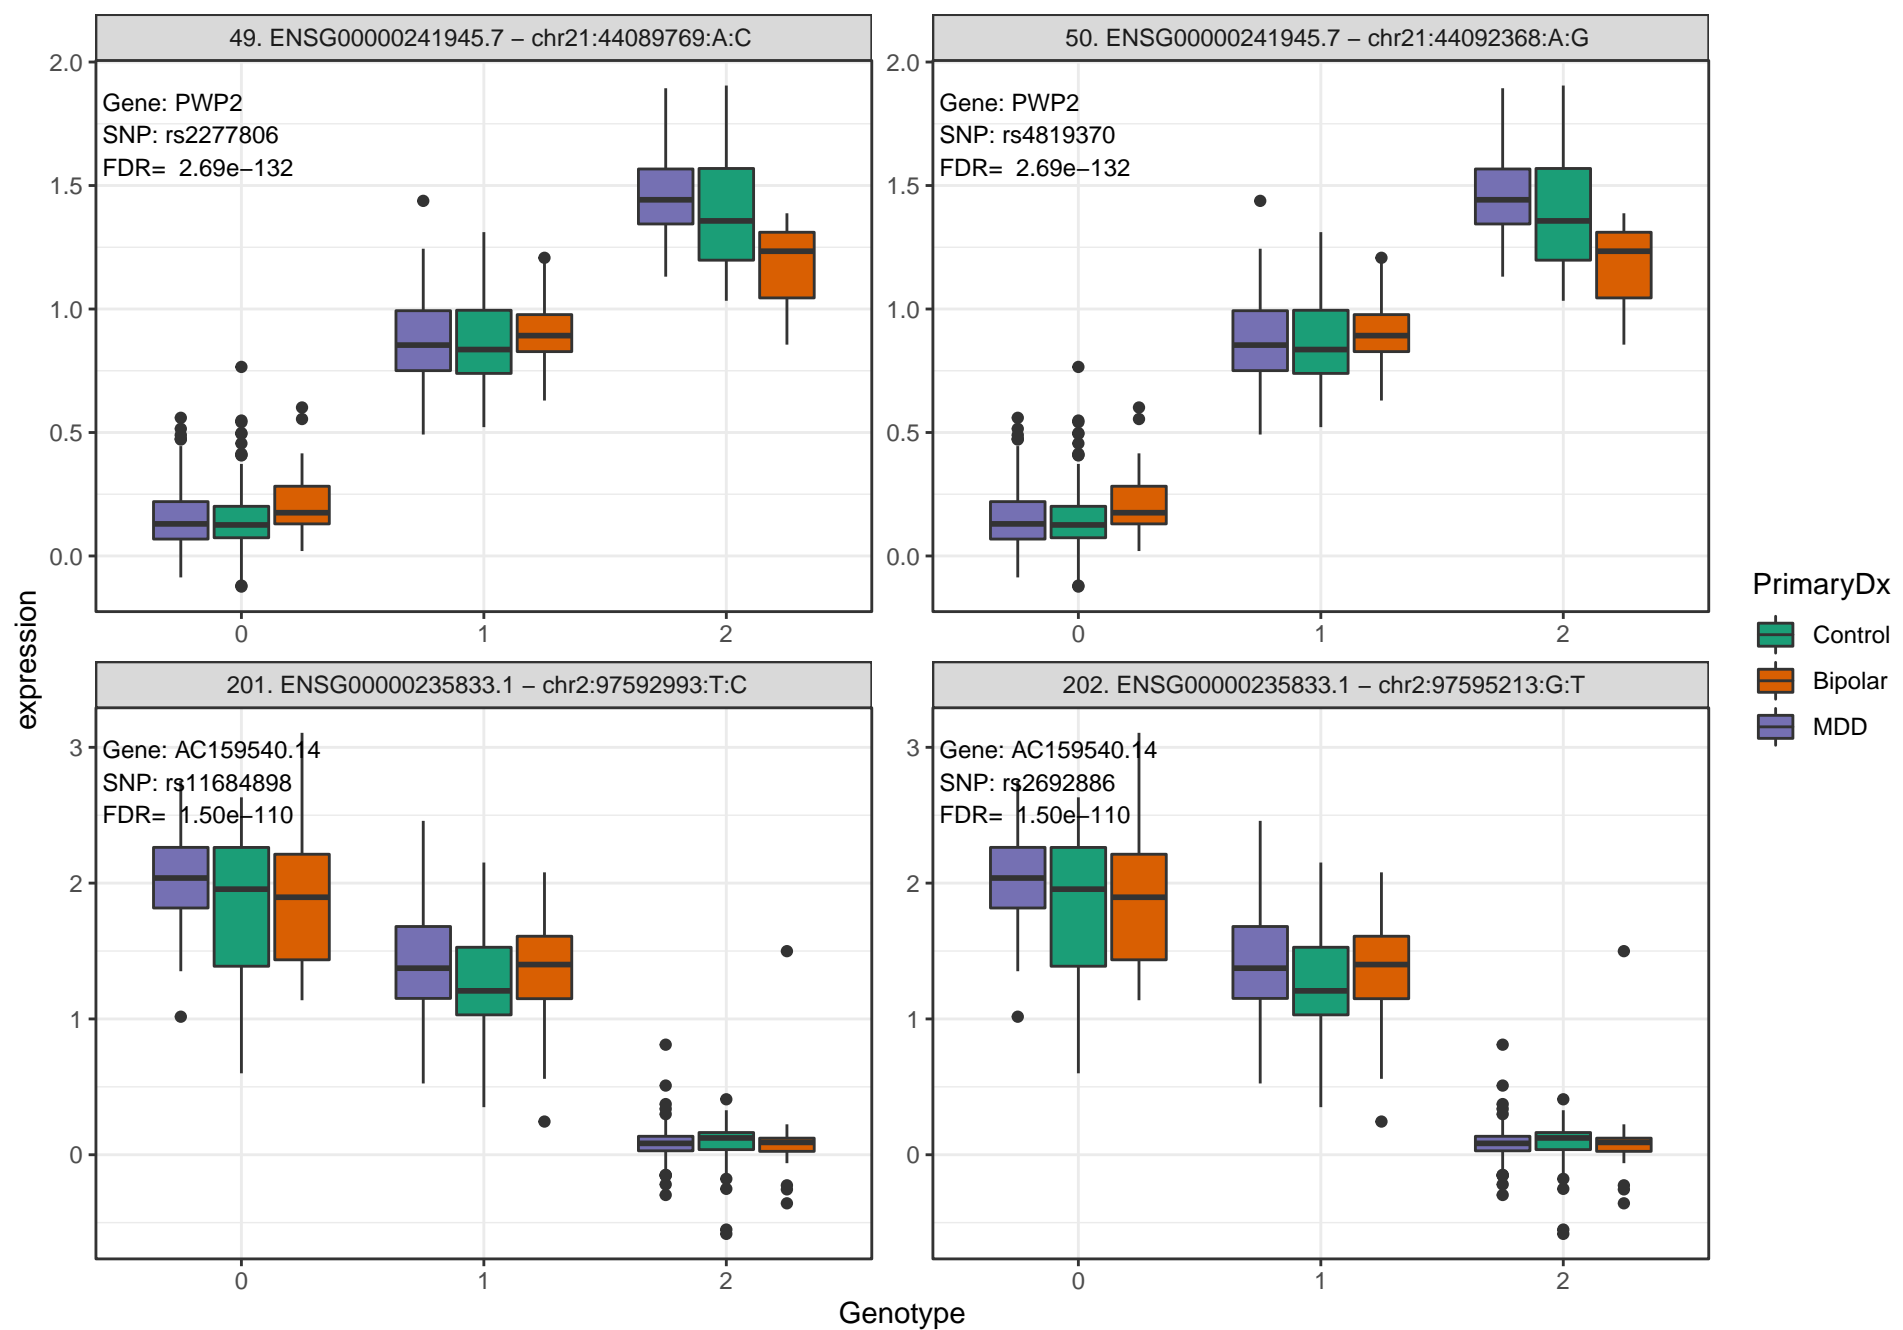 49. ENSG00000241945.7 – chr21:44089769:A:C
50. ENSG00000241945.7 – chr21:44092368:A:G
2.0
1.5
1.0
0.5
0.0
Gene: PWP2
SNP: rs2277806
FDR= 2.69e−132
0 1 2
2.0
1.5
1.0
0.5
0.0
Gene: PWP2
SNP: rs4819370
FDR= 2.69e−132
0 1 2
201. ENSG00000235833.1 – chr2:97592993:T:C
202. ENSG00000235833.1 – chr2:97595213:G:T
3
2
1
0
Gene: AC159540.14
SNP: rs11684898
FDR= 1.50e−110
0 1 2
3
2
1
0
Gene: AC159540.14
SNP: rs2692886
FDR= 1.50e−110
0 1 2
expression
Genotype
PrimaryDx
Control
Bipolar
MDD